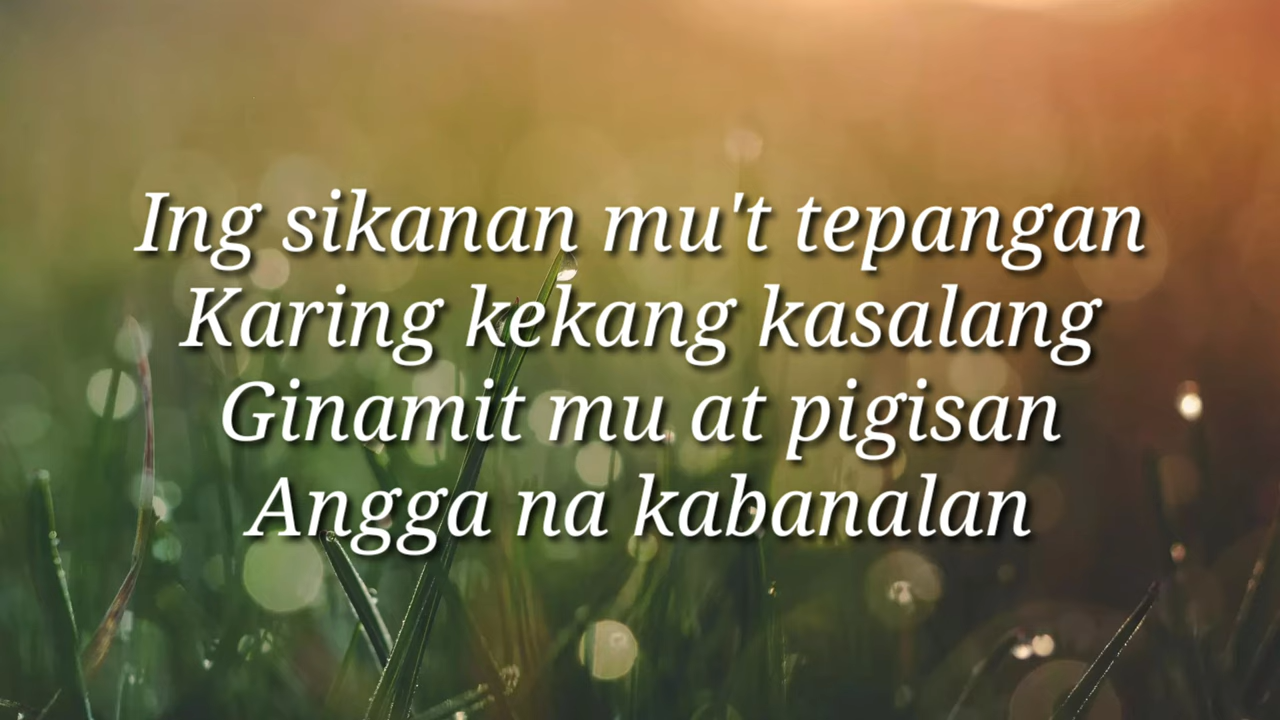 Ing sikanan mu't tepangan
Karing kekang kasalang
Ginamit mu at pigisan
Angga na kabanalan